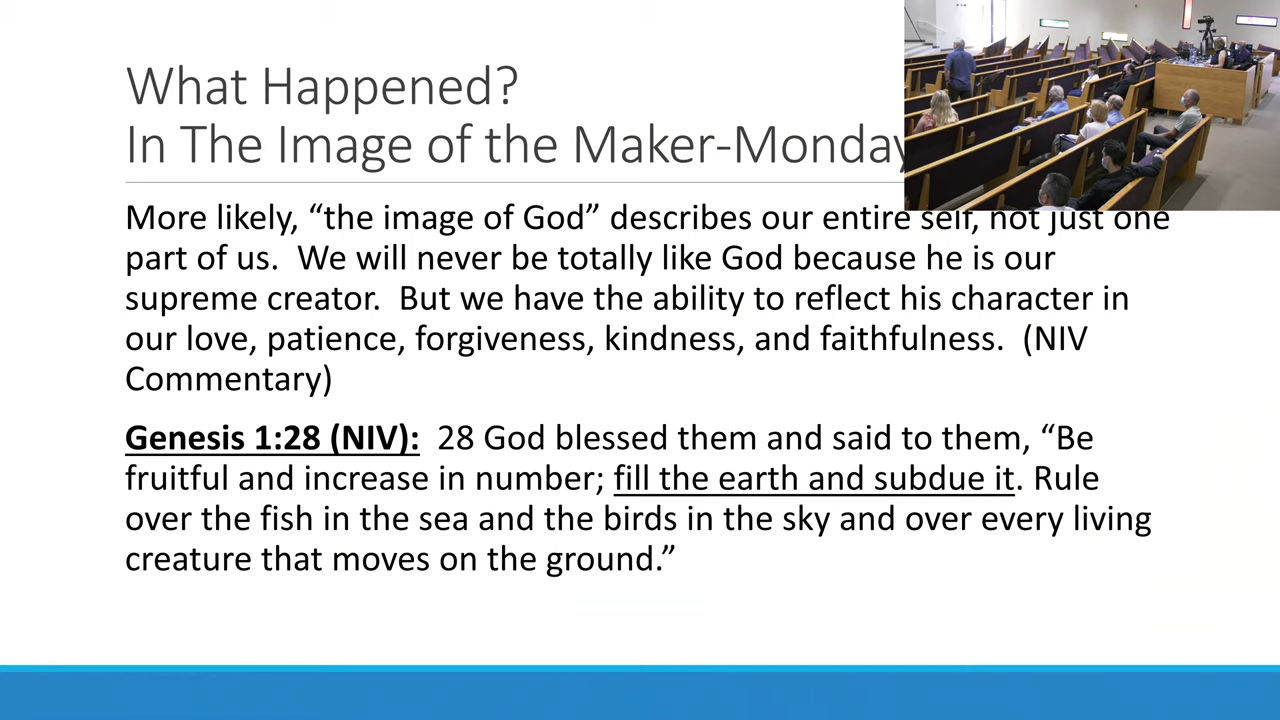 What Happened?
In The Image of the Maker-Monday
More likely, “the image of God” describes our entire self, not just one
part of us.  We will never be totally like God because he is our
supreme creator.  But we have the ability to reflect his character in
our love, patience, forgiveness, kindness, and faithfulness.  (NIV
Commentary)
Genesis 1:28 (NIV):  28 God blessed them and said to them, “Be
fruitful and increase in number; fill the earth and subdue it. Rule
over the fish in the sea and the birds in the sky and over every living
creature that moves on the ground.”